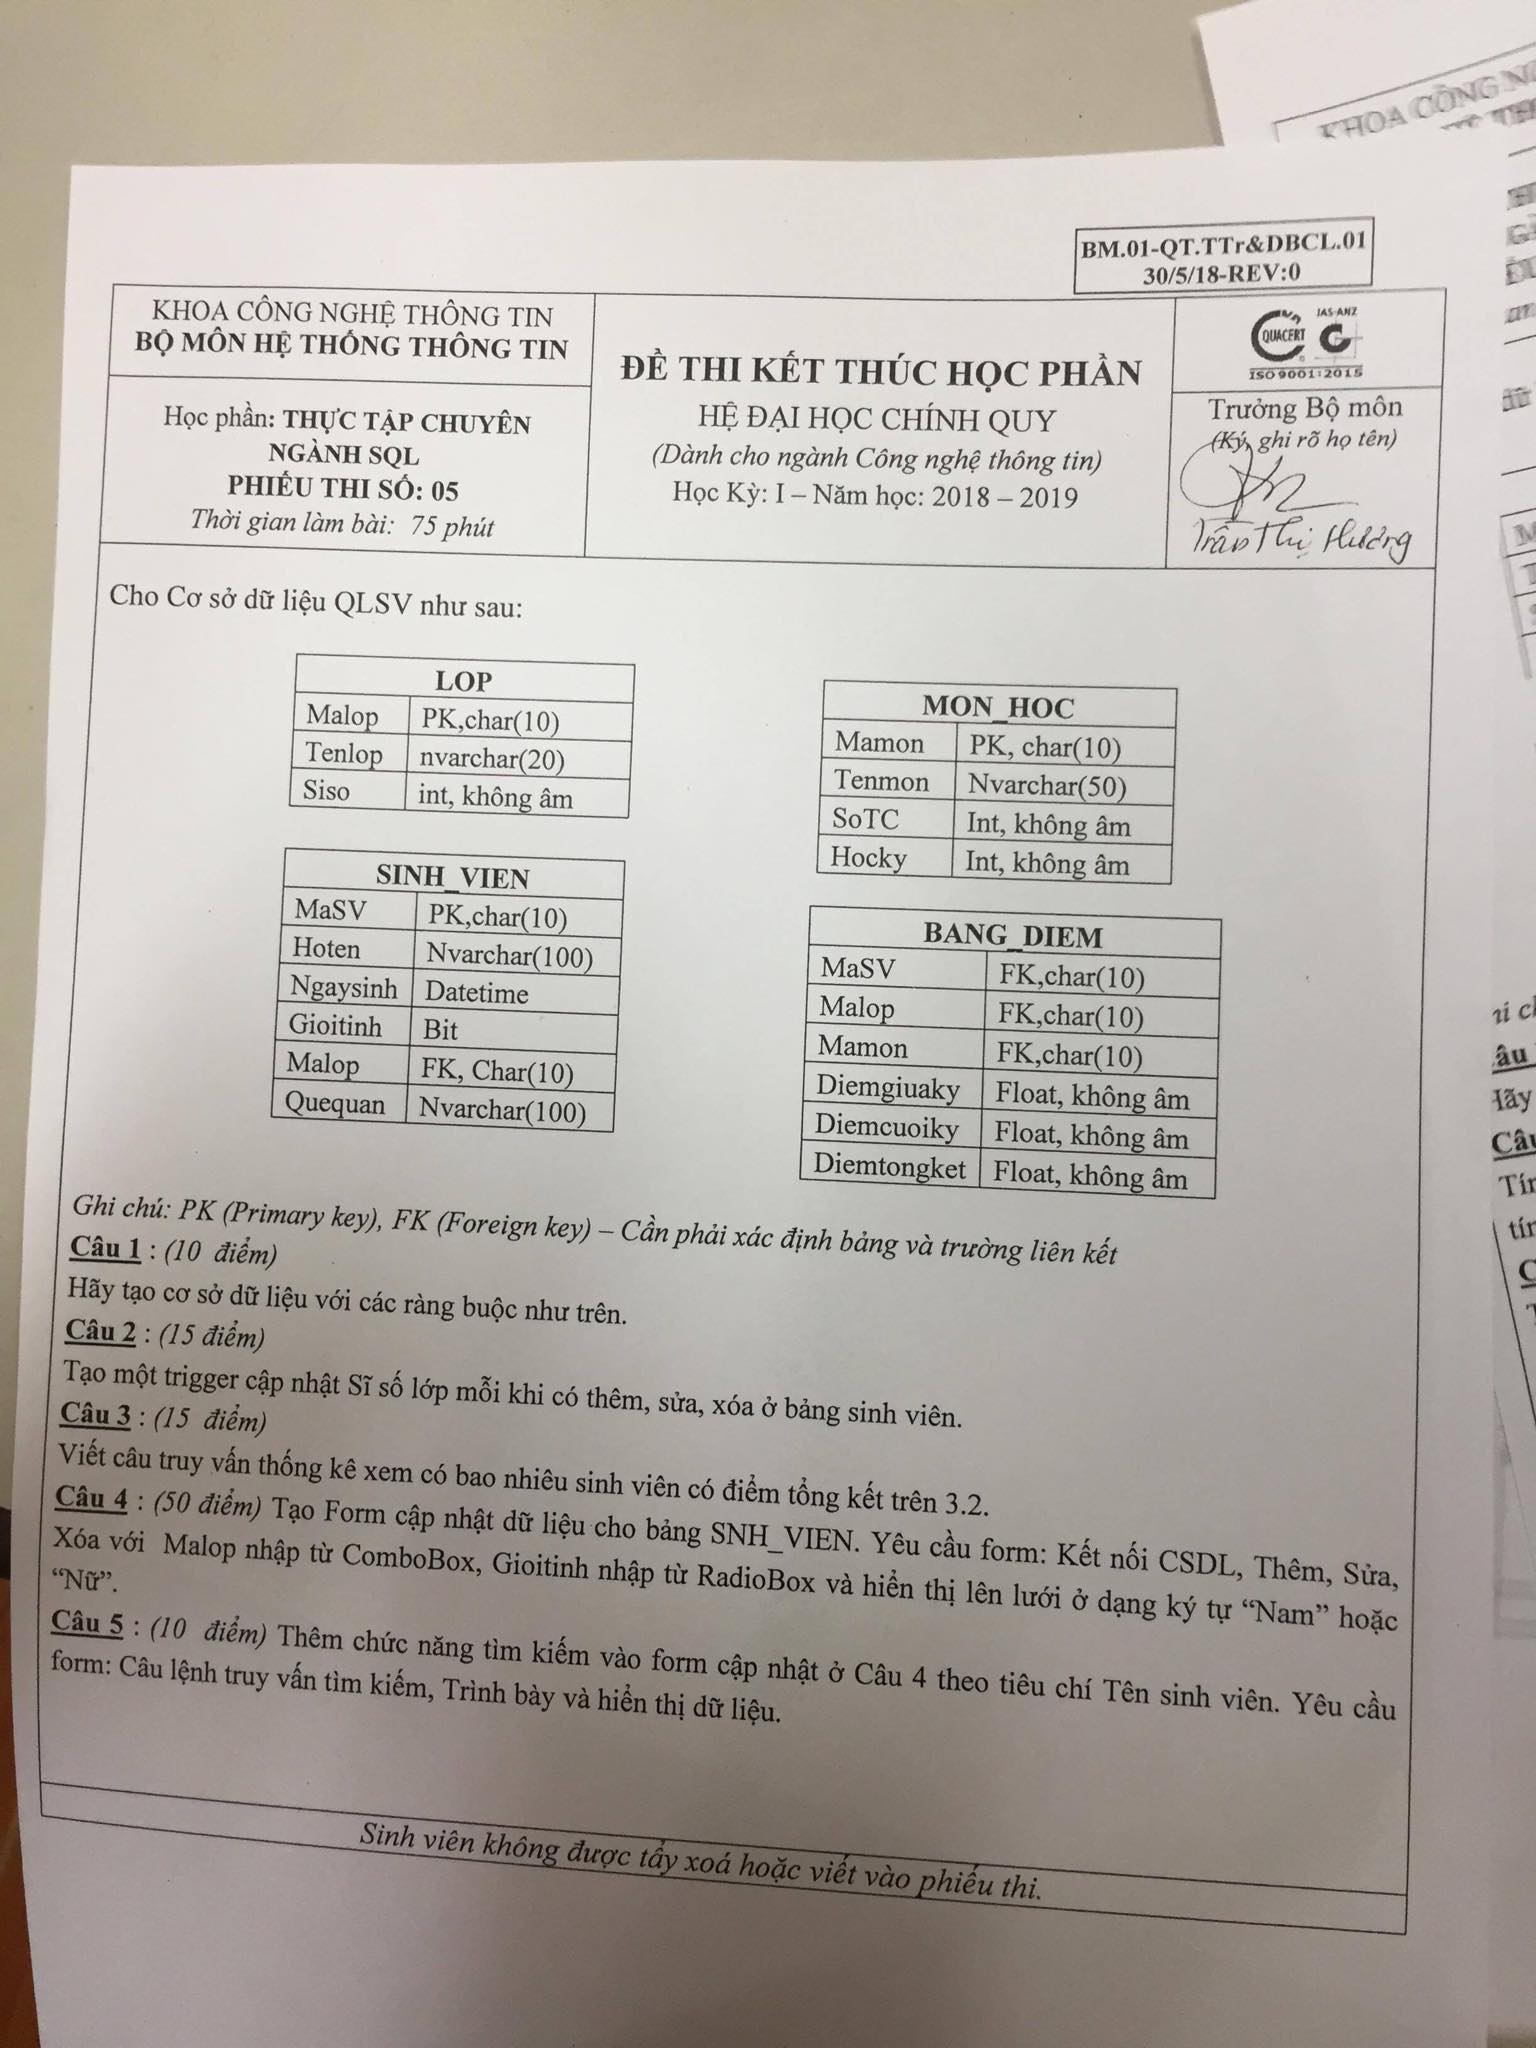 KHOA CÔNG
BM.01-QT.TTr&DBCL.01
30/5/18-REV:0
KHOA CÔNG NGHỆ THÔNG TIN
BỘ MÔN HỆ THỐNG THÔNG TIN
Học phần: THỰC TẬP CHUYÊN
NGÀNH SQL
PHIẾU THI SỐ: 05
Thời gian làm bài: 75 phút
ĐỀ THI KẾT THÚC HỌC PHẦN
HỆ ĐẠI HỌC CHÍNH QUY
(Dành cho ngành Công nghệ thông tin)
Học Kỳ: I – Năm học: 2018 – 2019
JAS-ANZ
QUACERT
ISO 9001:2015
Trưởng Bộ môn
(Ký, ghi rõ họ tên)
Trần Thị Hương
Cho Cơ sở dữ liệu QLSV như sau:
LOP
Malop PK,char(10)
Tenlop nvarchar(20)
Siso int, không âm
MON_HOC
Mamon PK, char(10)
Tenmon Nvarchar(50)
SoTC Int, không âm
Hocky Int, không âm
SINH_VIEN
MaSV PK,char(10)
Hoten Nvarchar(100)
Ngaysinh Datetime
Gioitinh Bit
Malop FK, Char(10)
Quequan Nvarchar(100)
BANG_DIEM
MaSV FK,char(10)
Malop FK,char(10)
Mamon FK,char(10)
Diemgiuaky Float, không âm
Diemcuoiky Float, không âm
Diemtongket Float, không âm
Ghi chú: PK (Primary key), FK (Foreign key) – Cần phải xác định bảng và trường liên kết
Câu 1 : (10 điểm)
Hãy tạo cơ sở dữ liệu với các ràng buộc như trên.
Câu 2 : (15 điểm)
Tạo một trigger cập nhật Sĩ số lớp mỗi khi có thêm, sửa, xóa ở bảng sinh viên.
Câu 3 : (15 điểm)
Viết câu truy vấn thống kê xem có bao nhiêu sinh viên có điểm tổng kết trên 3.2.
Câu 4 : (50 điểm) Tạo Form cập nhật dữ liệu cho bảng SNH_VIEN. Yêu cầu form: Kết nối CSDL, Thêm, Sửa,
Xóa với Malop nhập từ ComboBox, Gioitinh nhập từ RadioBox và hiển thị lên lưới ở dạng ký tự “Nam” hoặc
“Nữ”.
Câu 5 : (10 điểm) Thêm chức năng tìm kiếm vào form cập nhật ở Câu 4 theo tiêu chí Tên sinh viên. Yêu cầu
form: Câu lệnh truy vấn tìm kiếm, Trình bày và hiển thị dữ liệu.
Sinh viên không được tẩy xoá hoặc viết vào phiếu thi.